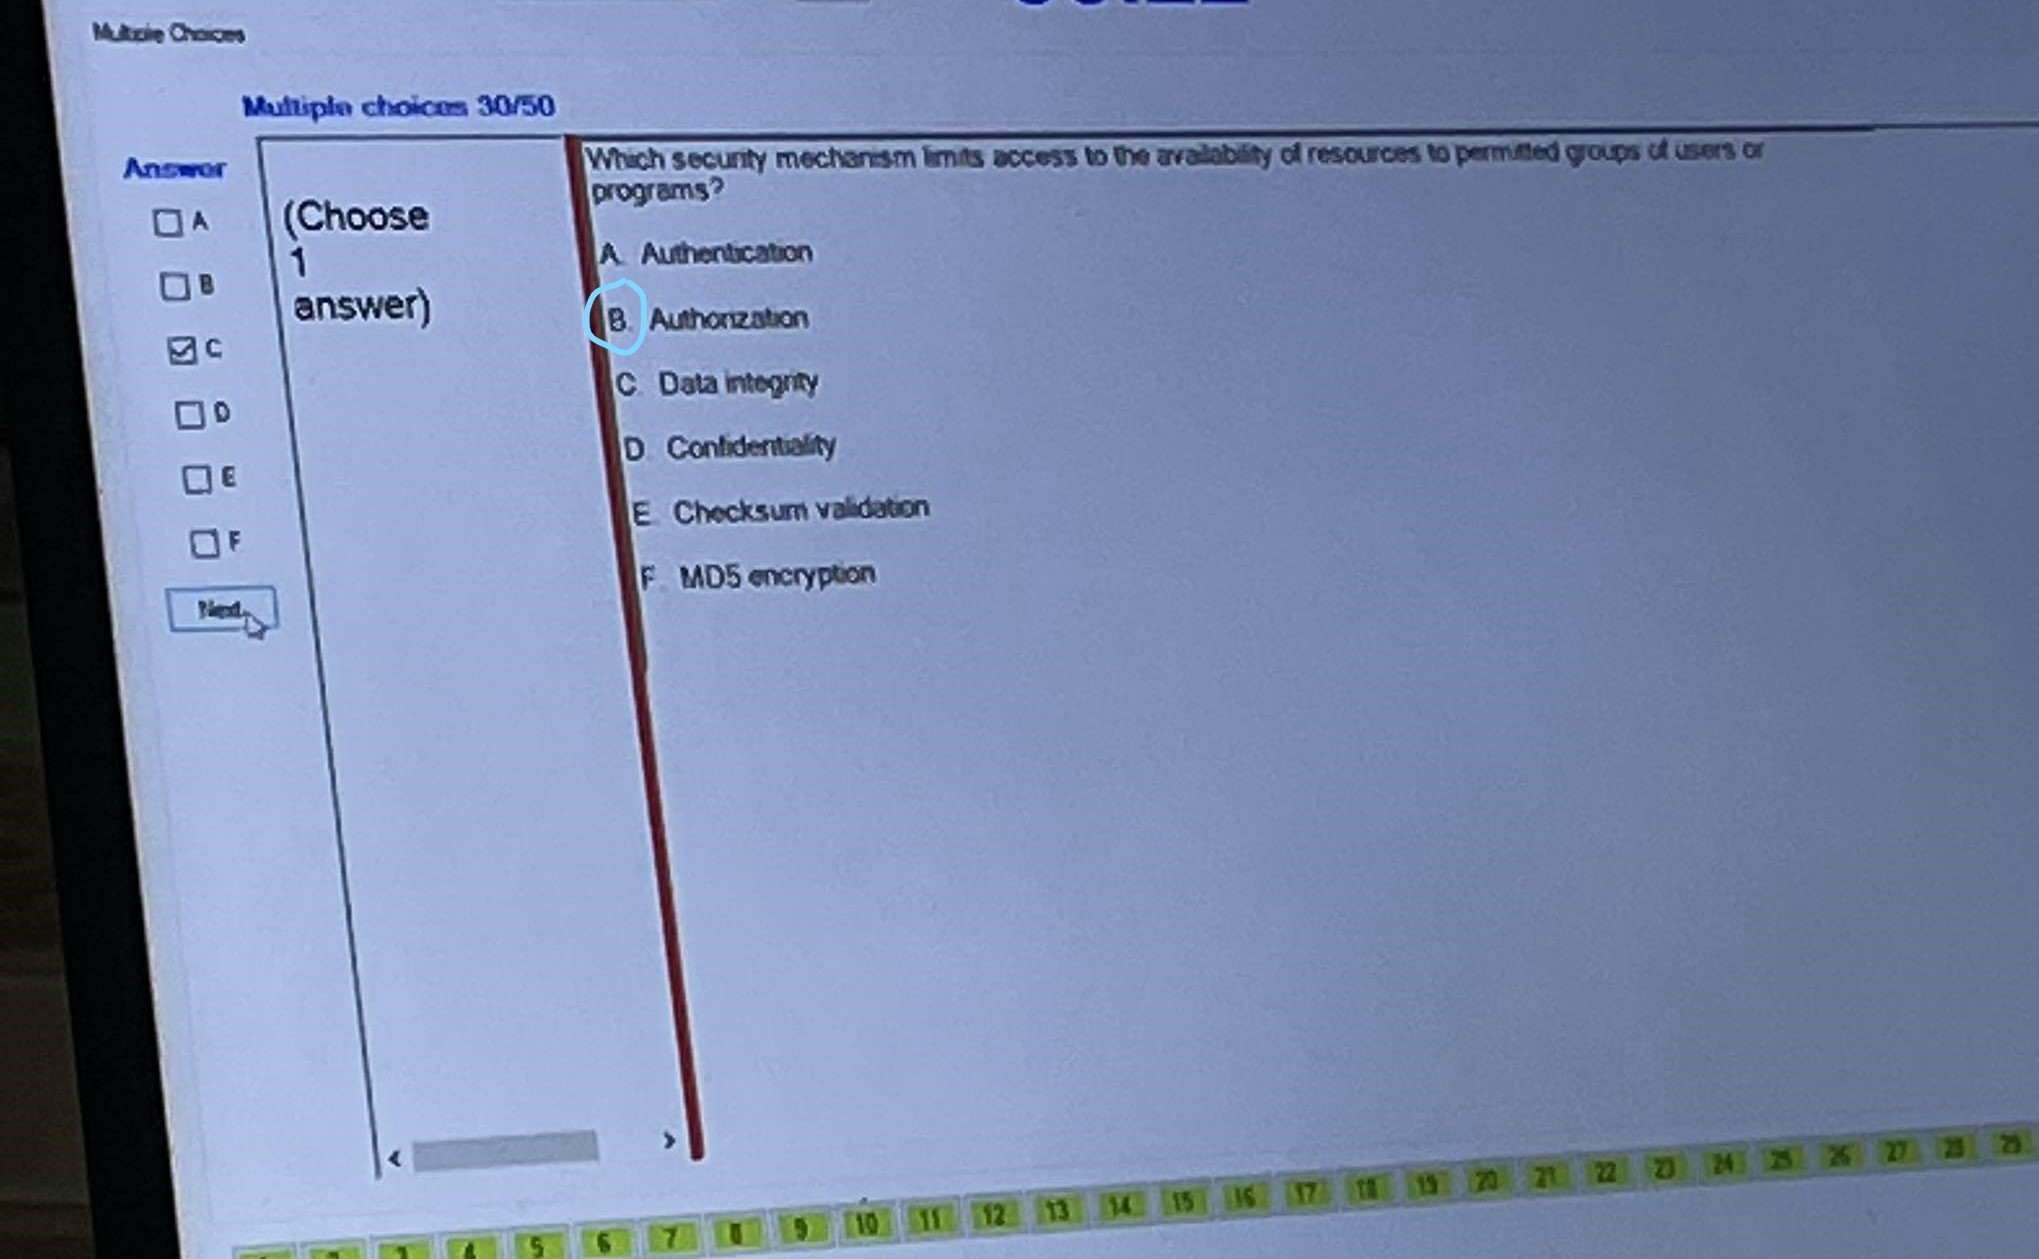 Multiple Choices
Multiple choices 30/50
Answer
A
B
C
D
E
F
Next
(Choose
1
answer)
Which security mechanism limits access to the availability of resources to permitted groups of users or
programs?
A. Authentication
B. Authorization
C. Data integrity
D. Confidentiality
E. Checksum validation
F. MD5 encryption
3 4 5 6 7 8 9 10 11 12 13 14 15 16 17 18 19 20 21 22 23 24 25 26 27 28 29